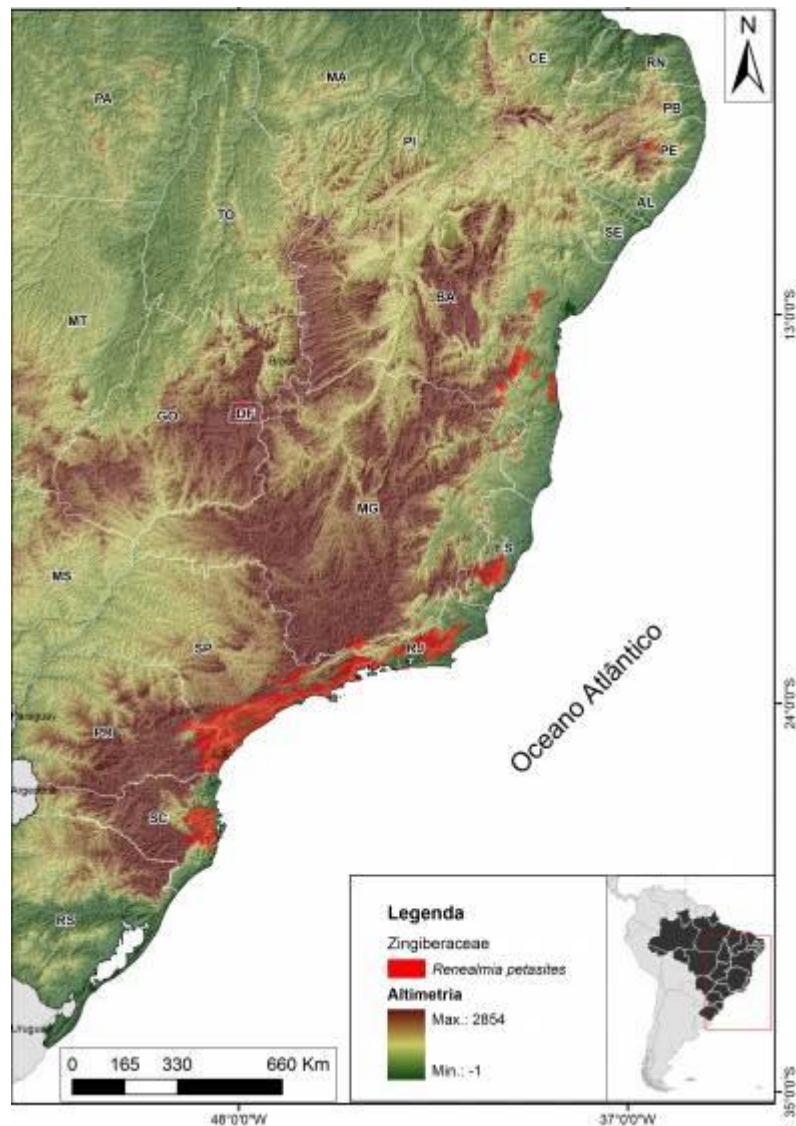 N
CE
RN
MA
PA
PB
PI
PE
AL
TO
SE
BA
13°0'0"S
MT
GO
DF
MG
ES
MS
SP
RJ
Oceano Atlântico
24°0'0"S
PR
SC
RS
Legenda
Zingiberaceae
Renealmia petasites
Altimetria
Max.: 2854
Min.: -1
0 165 330 660 Km
35°0'0"S
48°0'0"W 37°0'0"W